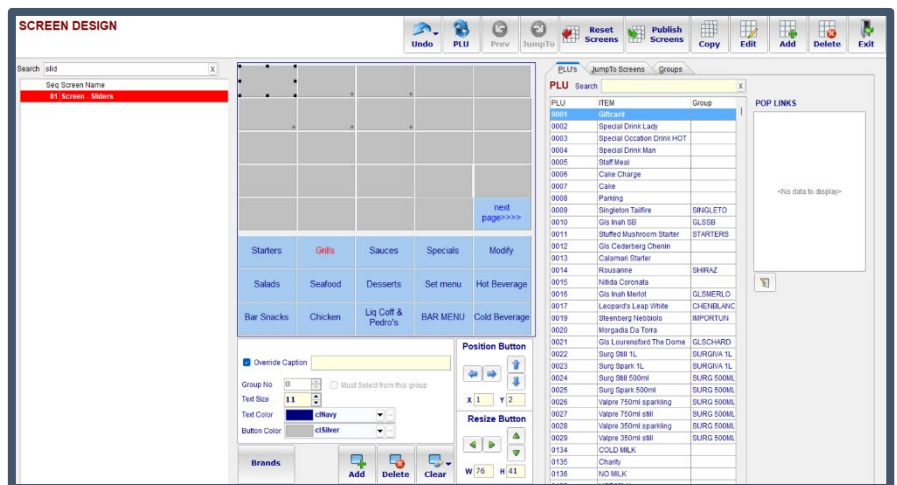 SCREEN DESIGN
Undo PLU Prev JumpTo Reset Screens Publish Screens Copy Edit Add Delete Exit
Search slid X
Seq Screen Name
81 Screen - Sliders
next page>>>>
Starters Grills Sauces Specials Modify
Salads Seafood Desserts Set menu Hot Beverage
Bar Snacks Chicken Liq Coff & Pedro's BAR MENU Cold Beverage
Override Caption
Group No 0 Must Select from this group
Text Size 11
Text Color clNavy
Button Color clSilver
Brands Add Delete Clear
Position Button
X 1 Y 2
Resize Button
W 76 H 41
PLU's JumpTo Screens Groups
PLU Search X
PLU ITEM Group
0001 Giftcard
0002 Special Drink Lady
0003 Special Occation Drink HOT
0004 Special Drink Man
0005 Staff Meal
0006 Cake Charge
0007 Cake
0008 Parking
0009 Singleton Tailfire SINGLETO
0010 Gls Inah SB GLSSB
0011 Stuffed Mushroom Starter STARTERS
0012 Gls Cederberg Chenin
0013 Calamari Starter
0014 Rousanne SHIRAZ
0015 Nitida Coronata
0016 Gls Inah Merlot GLSMERLO
0017 Leopard's Leap White CHENBLANC
0019 Steenberg Nebbiolo IMPORTUN
0020 Morgadia Da Torra
0021 Gls Lourensford The Dome GLSCHARD
0022 Surg Still 1L SURGIVA 1L
0023 Surg Spark 1L SURGIVA 1L
0024 Surg Still 500ml SURG 500ML
0025 Surg Spark 500ml SURG 500ML
0026 Valpre 750ml sparkling SURG 500ML
0027 Valpre 750ml still SURG 500ML
0028 Valpre 350ml sparkling SURG 500ML
0029 Valpre 350ml still SURG 500ML
0134 COLD MILK
0135 Charity
0136 NO MILK
POP LINKS
<No data to display>